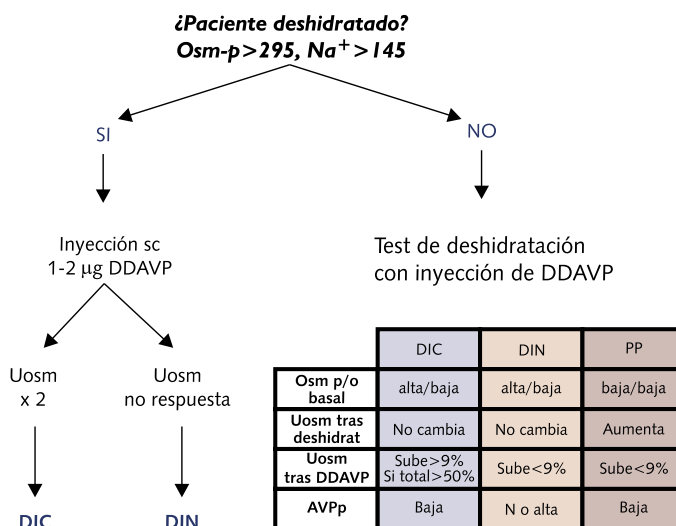 ¿Paciente deshidratado?
Osm-p>295, Na+>145
SI
NO
Inyección sc
1-2 µg DDAVP
Test de deshidratación
con inyección de DDAVP
Uosm
x 2
Uosm
no respuesta
DIC
DIN
DIC DIN PP
Osm p/o
basal
alta/baja alta/baja baja/baja
Uosm tras
deshidrat
No cambia No cambia Aumenta
Uosm
tras DDAVP
Sube>9%
Si total>50%
Sube<9% Sube<9%
AVPp Baja N o alta Baja